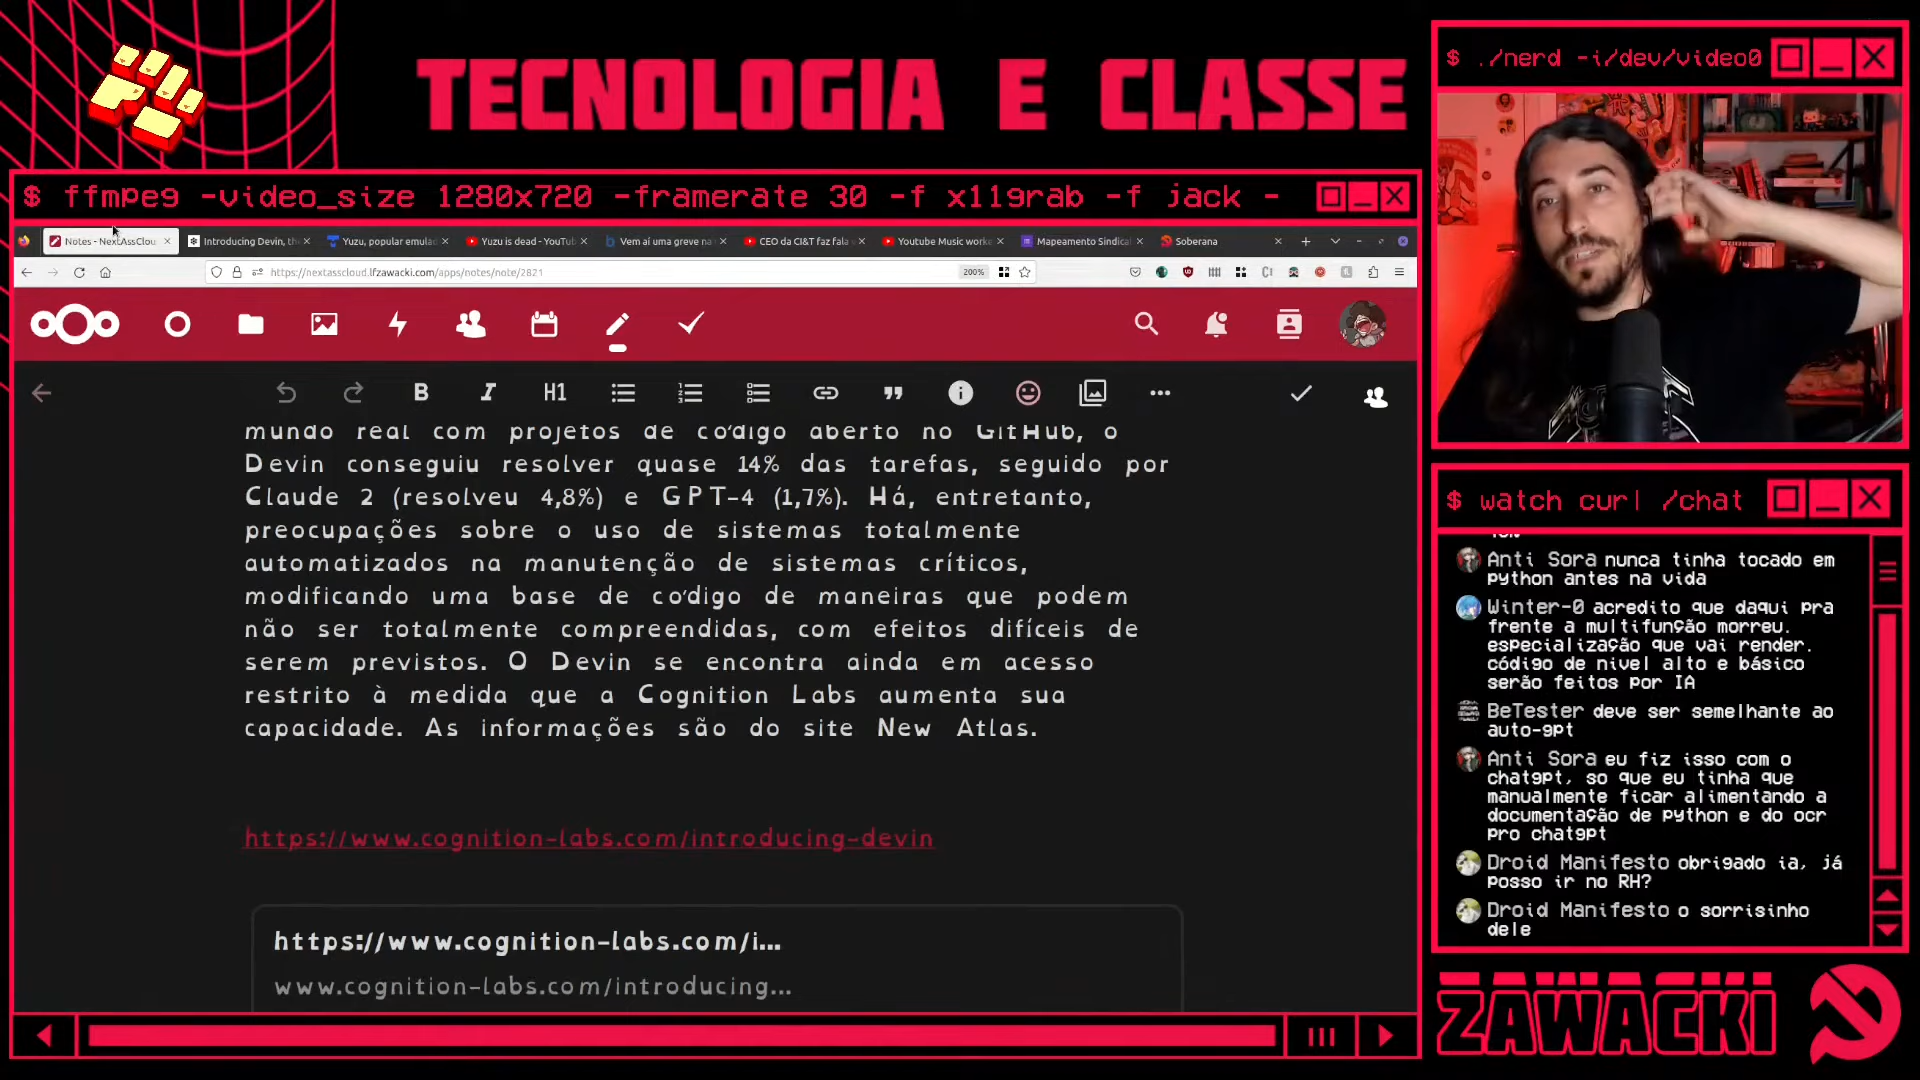 TECNOLOGIA E CLASSE
$ ffmpeg -video_size 1280x720 -framerate 30 -f x11grab -f jack -
Notes - NextAssClou
Introducing Devin, th
Yuzu, popular emulad
Yuzu is dead - YouTub
Vem aí uma greve na
CEO da CI&T faz fala
Youtube Music worke
Mapeamento Sindical
Soberana
https://nextasscloud.lfzawacki.com/apps/notes/note/2821
200%
B I H1
mundo real com projetos de código aberto no GitHub, o
Devin conseguiu resolver quase 14% das tarefas, seguido por
Claude 2 (resolveu 4,8%) e GPT-4 (1,7%). Há, entretanto,
preocupações sobre o uso de sistemas totalmente
automatizados na manutenção de sistemas críticos,
modificando uma base de código de maneiras que podem
não ser totalmente compreendidas, com efeitos difíceis de
serem previstos. O Devin se encontra ainda em acesso
restrito à medida que a Cognition Labs aumenta sua
capacidade. As informações são do site New Atlas.
https://www.cognition-labs.com/introducing-devin
https://www.cognition-labs.com/i...
www.cognition-labs.com/introducing...
$ ./nerd -i/dev/video0
$ watch curl /chat
Anti Sora nunca tinha tocado em
python antes na vida
Winter-0 acredito que daqui pra
frente a multifunção morreu.
especialização que vai render.
código de nivel alto e básico
serão feitos por IA
BeTester deve ser semelhante ao
auto-gpt
Anti Sora eu fiz isso com o
chatgpt, so que eu tinha que
manualmente ficar alimentando a
documentação de python e do ocr
pro chatgpt
Droid Manifesto obrigado ia, já
posso ir no RH?
Droid Manifesto o sorrisinho
dele
ZAWACKI